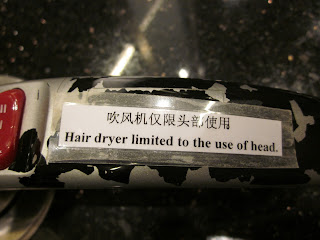 吹风机仅限头部使用
Hair dryer limited to the use of head.